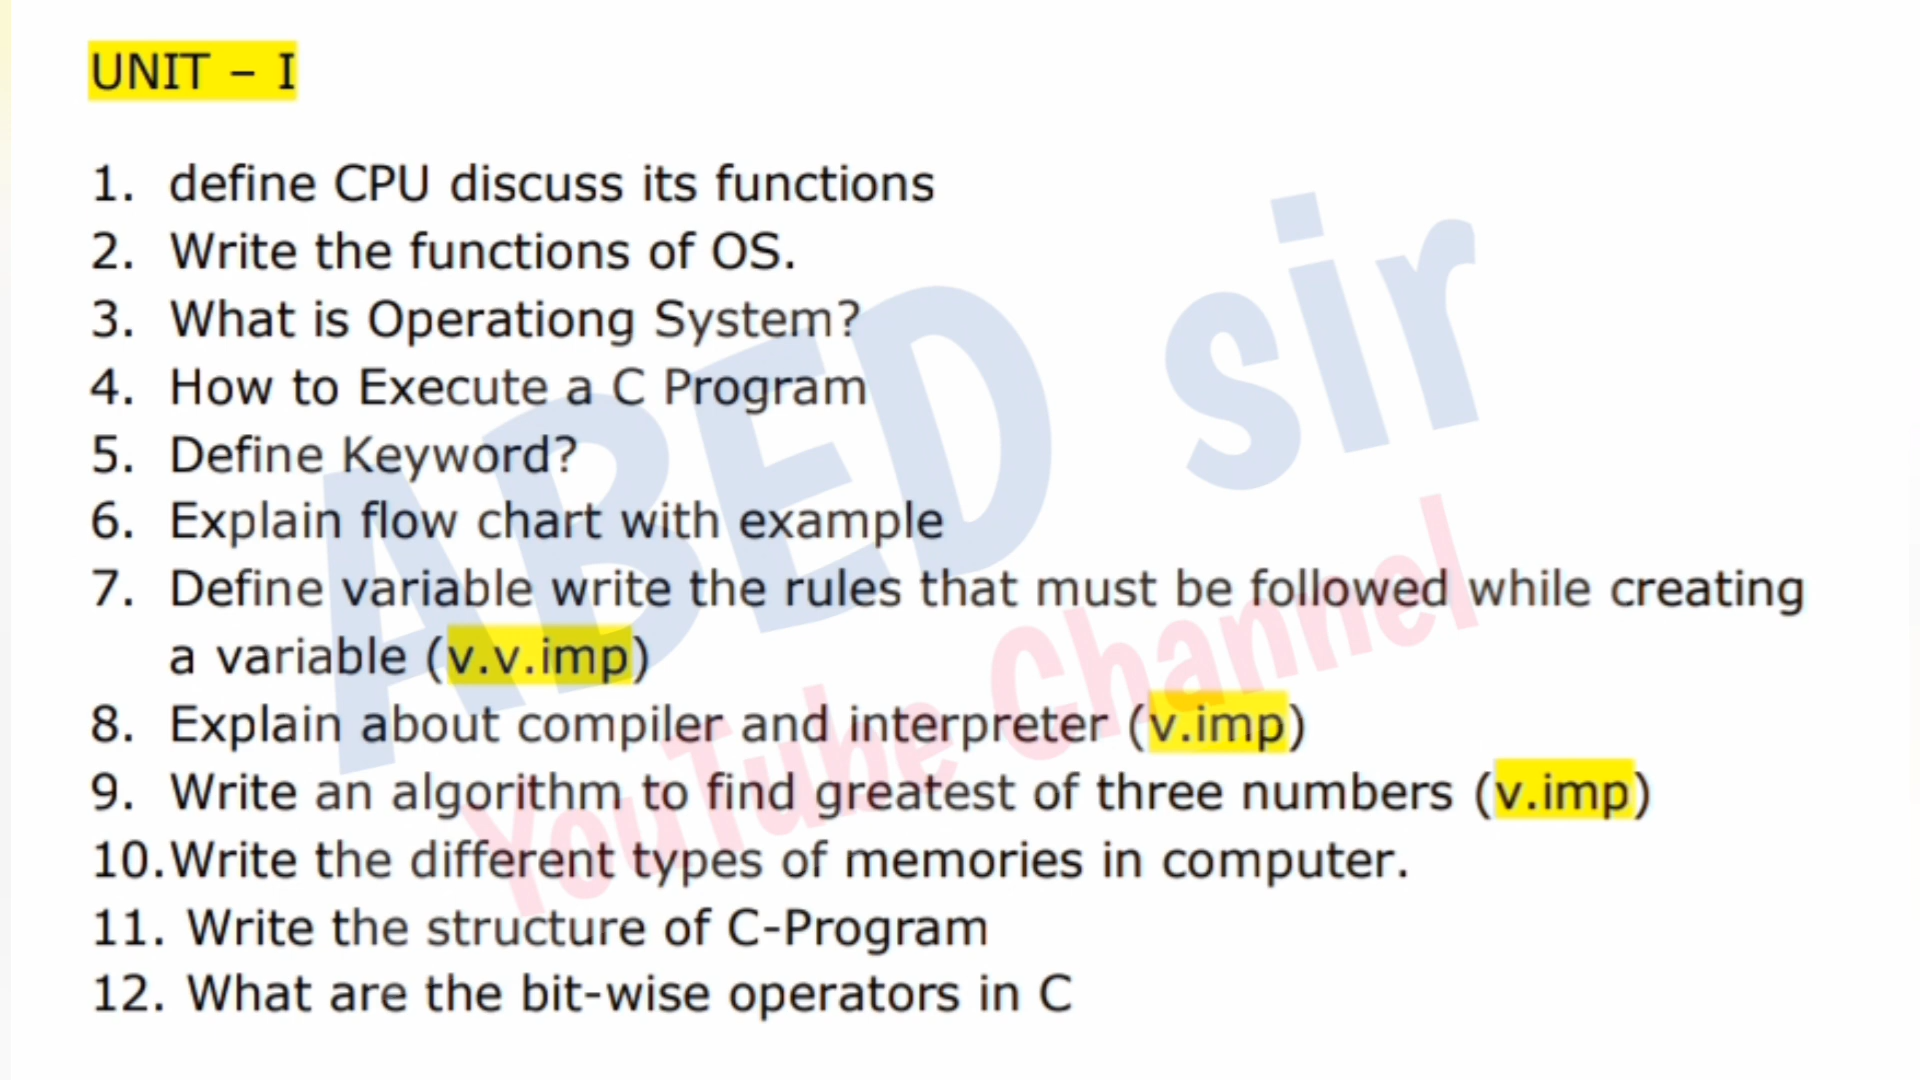 UNIT – I
1. define CPU discuss its functions
2. Write the functions of OS.
3. What is Operationg System?
4. How to Execute a C Program
5. Define Keyword?
6. Explain flow chart with example
7. Define variable write the rules that must be followed while creating
a variable (v.v.imp)
8. Explain about compiler and interpreter (v.imp)
9. Write an algorithm to find greatest of three numbers (v.imp)
10.Write the different types of memories in computer.
11. Write the structure of C-Program
12. What are the bit-wise operators in C
ABED sir
YouTube Channel